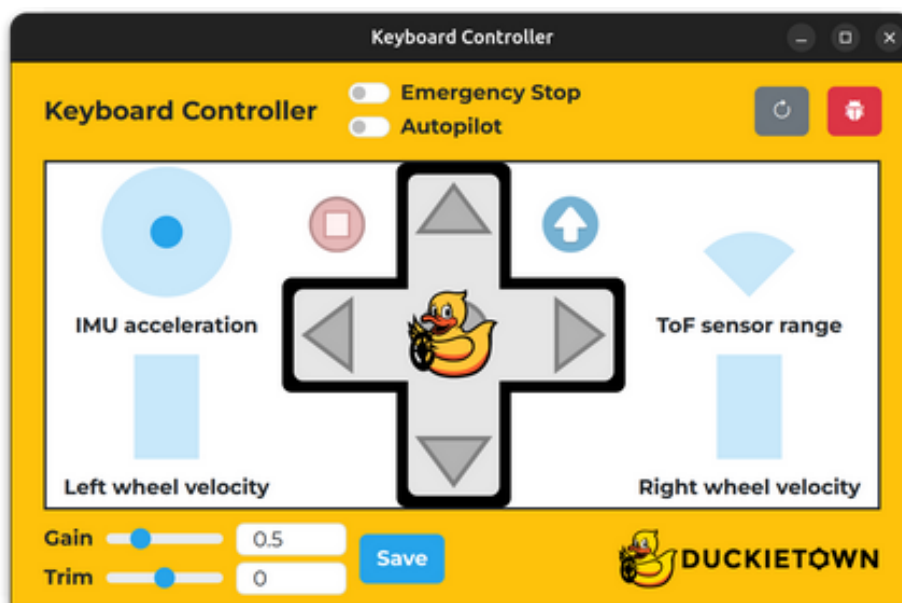 Keyboard Controller
Keyboard Controller
Emergency Stop
Autopilot
IMU acceleration
ToF sensor range
Left wheel velocity
Right wheel velocity
Gain 0.5
Trim 0
Save
DUCKIETOWN